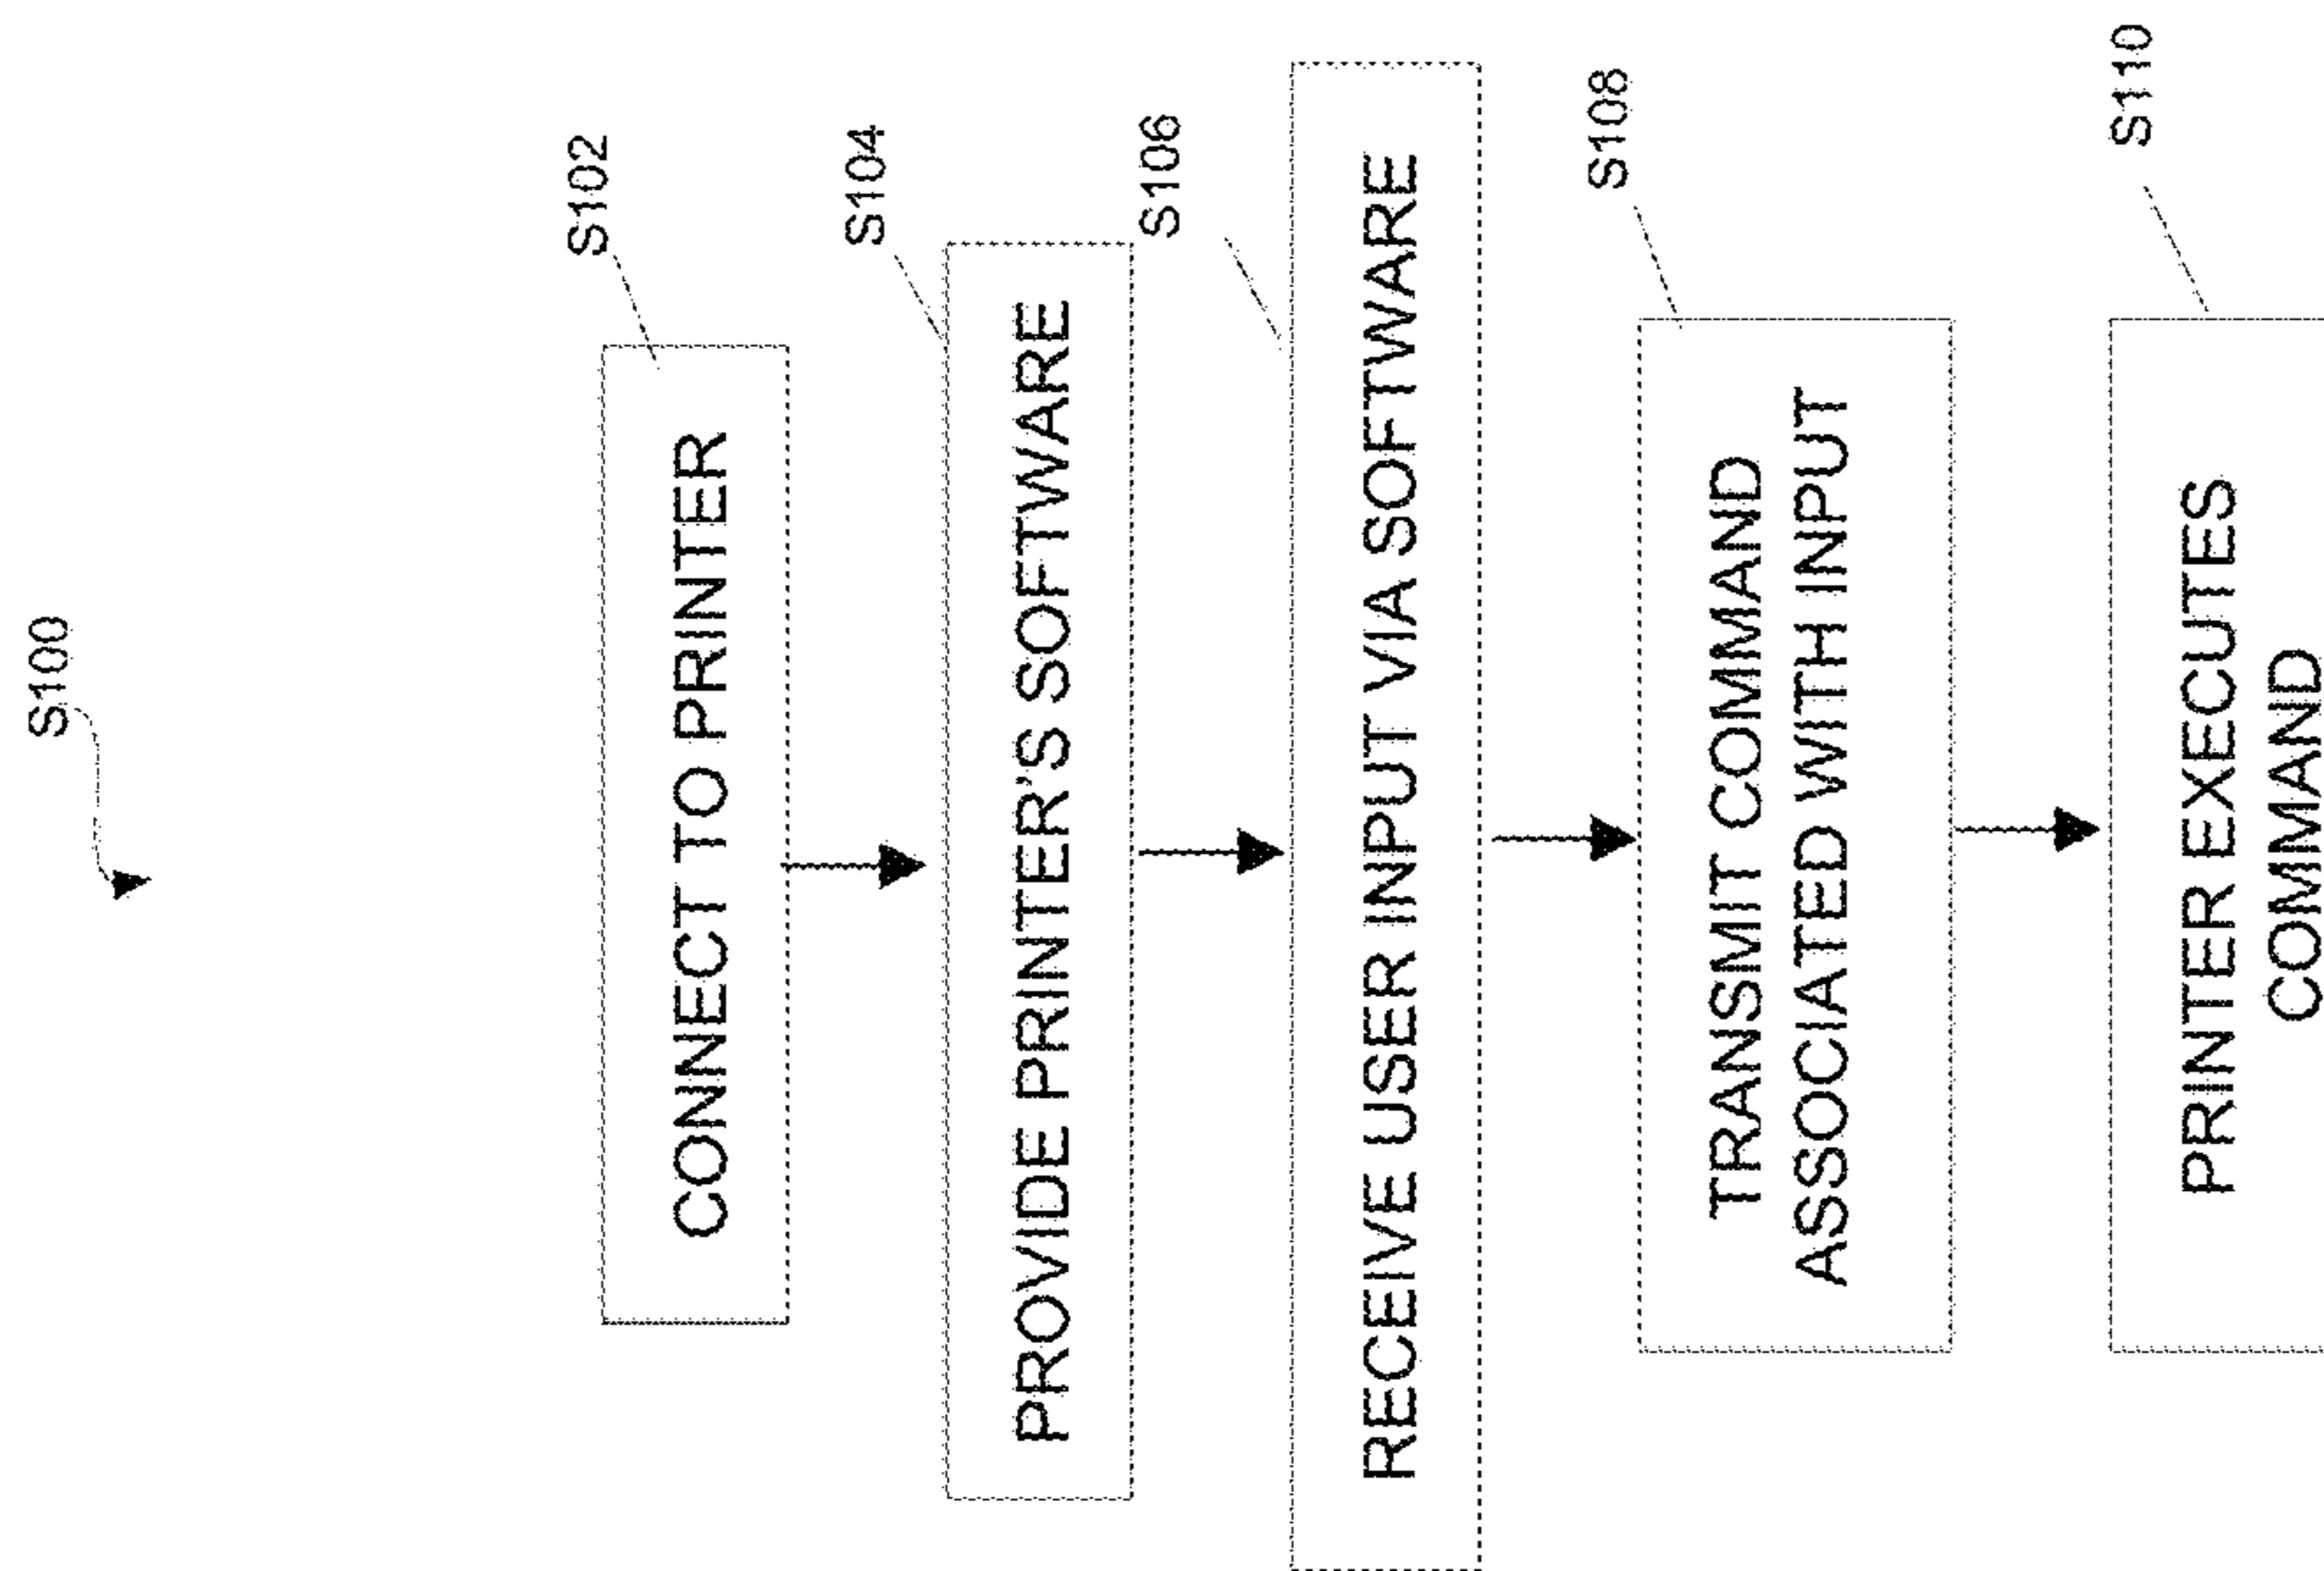 S100
S102
CONNECT TO PRINTER
S104
PROVIDE PRINTER'S SOFTWARE
S106
RECEIVE USER INPUT VIA SOFTWARE
S108
TRANSMIT COMMAND
ASSOCIATED WITH INPUT
S110
PRINTER EXECUTES
COMMAND